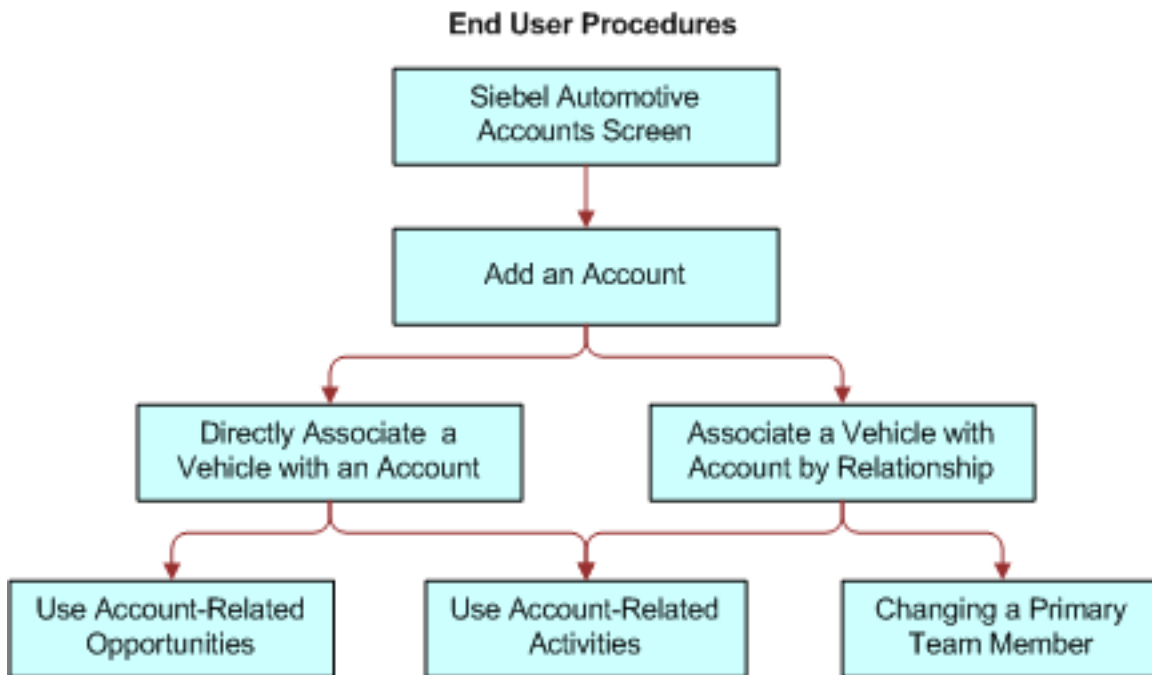 End User Procedures
Siebel Automotive
Accounts Screen
Add an Account
Directly Associate a
Vehicle with an Account
Associate a Vehicle with
Account by Relationship
Use Account-Related
Opportunities
Use Account-Related
Activities
Changing a Primary
Team Member